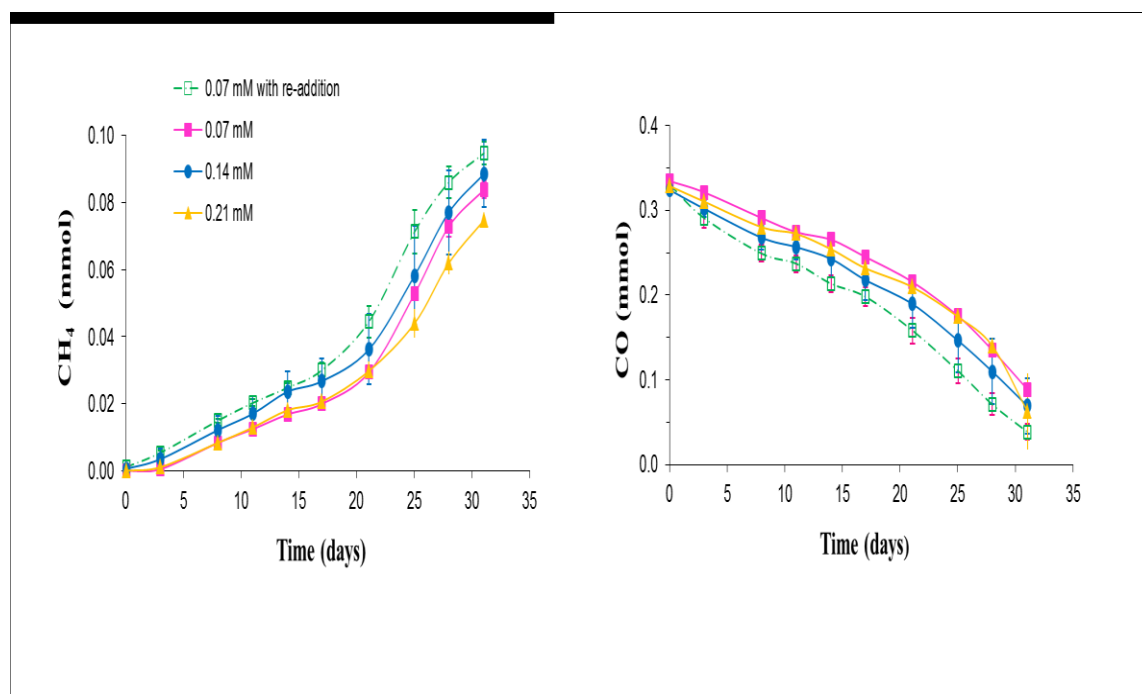 0.07 mM with re-addition
0.07 mM
0.14 mM
0.21 mM
CH₄ (mmol)
0.10
0.08
0.06
0.04
0.02
0.00
0 5 10 15 20 25 30 35
Time (days)
CO (mmol)
0.4
0.3
0.2
0.1
0.0
0 5 10 15 20 25 30 35
Time (days)